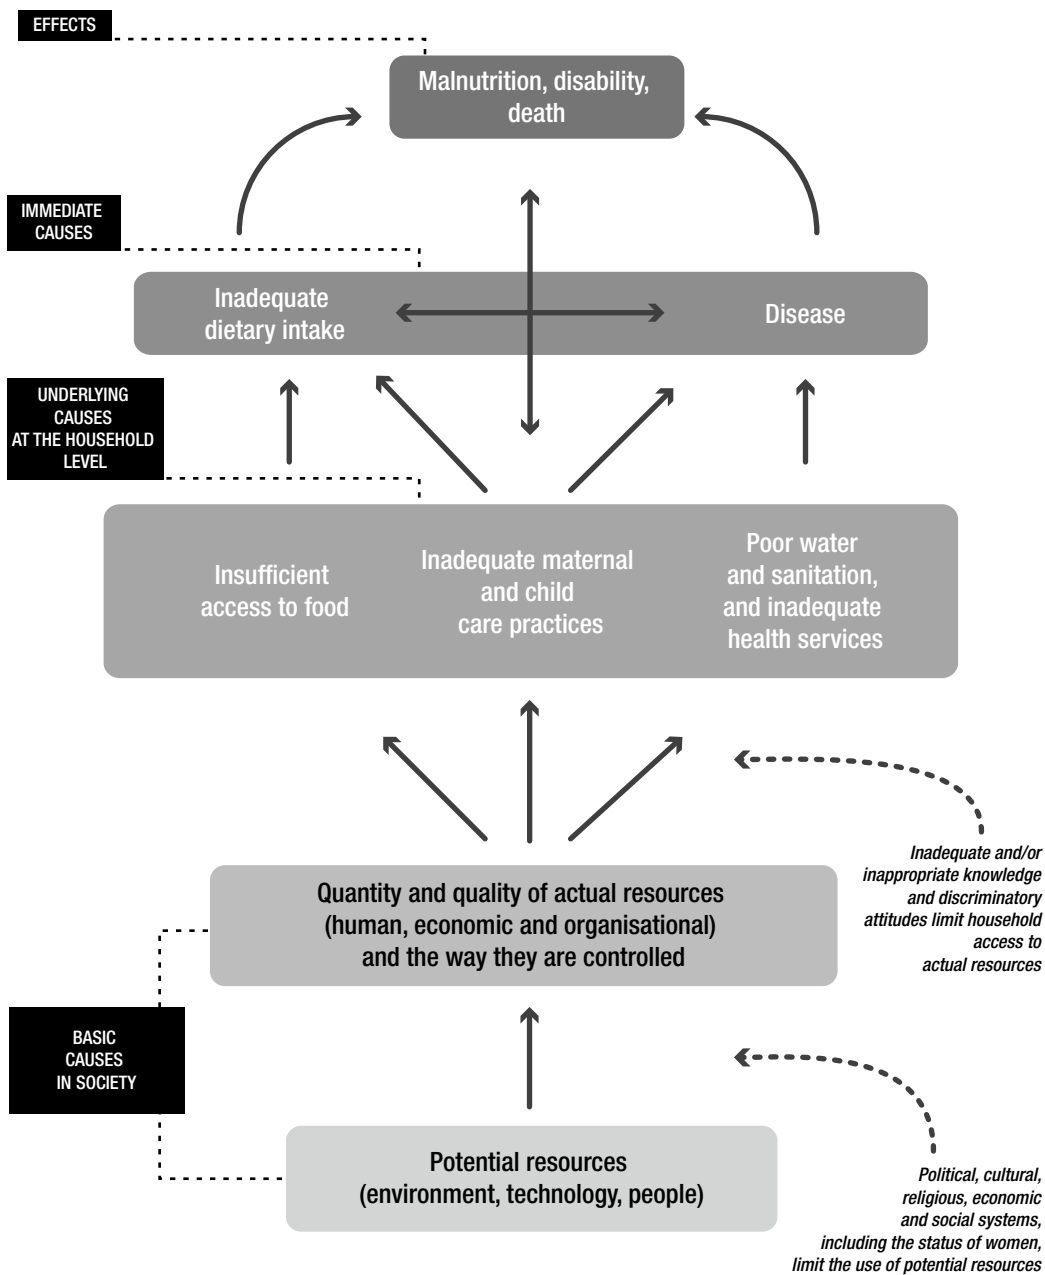 EFFECTS
Malnutrition, disability,
death
IMMEDIATE
CAUSES
Inadequate
dietary intake
Disease
UNDERLYING
CAUSES
AT THE HOUSEHOLD
LEVEL
Insufficient
access to food
Inadequate maternal
and child
care practices
Poor water
and sanitation,
and inadequate
health services
Inadequate and/or
inappropriate knowledge
and discriminatory
attitudes limit household
access to
actual resources
Quantity and quality of actual resources
(human, economic and organisational)
and the way they are controlled
BASIC
CAUSES
IN SOCIETY
Potential resources
(environment, technology, people)
Political, cultural,
religious, economic
and social systems,
including the status of women,
limit the use of potential resources